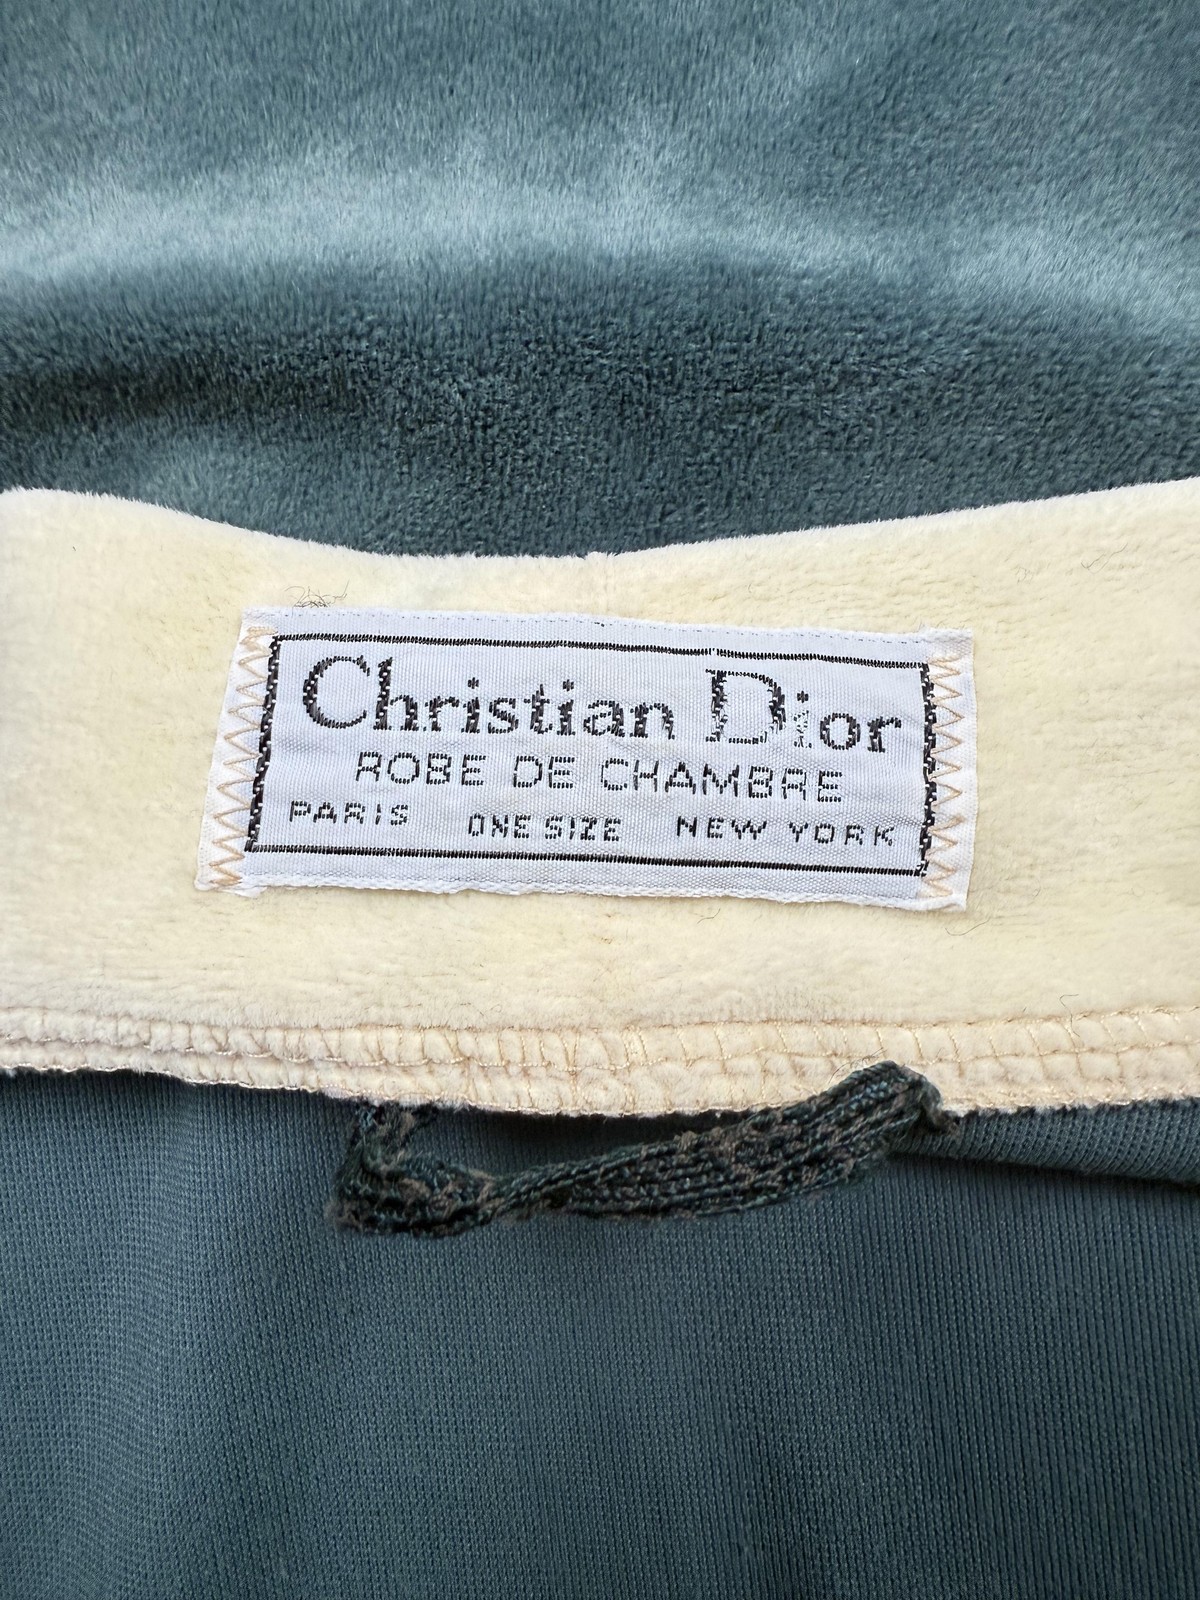 Christian Dior
ROBE DE CHAMBRE
PARIS ONE SIZE NEW YORK